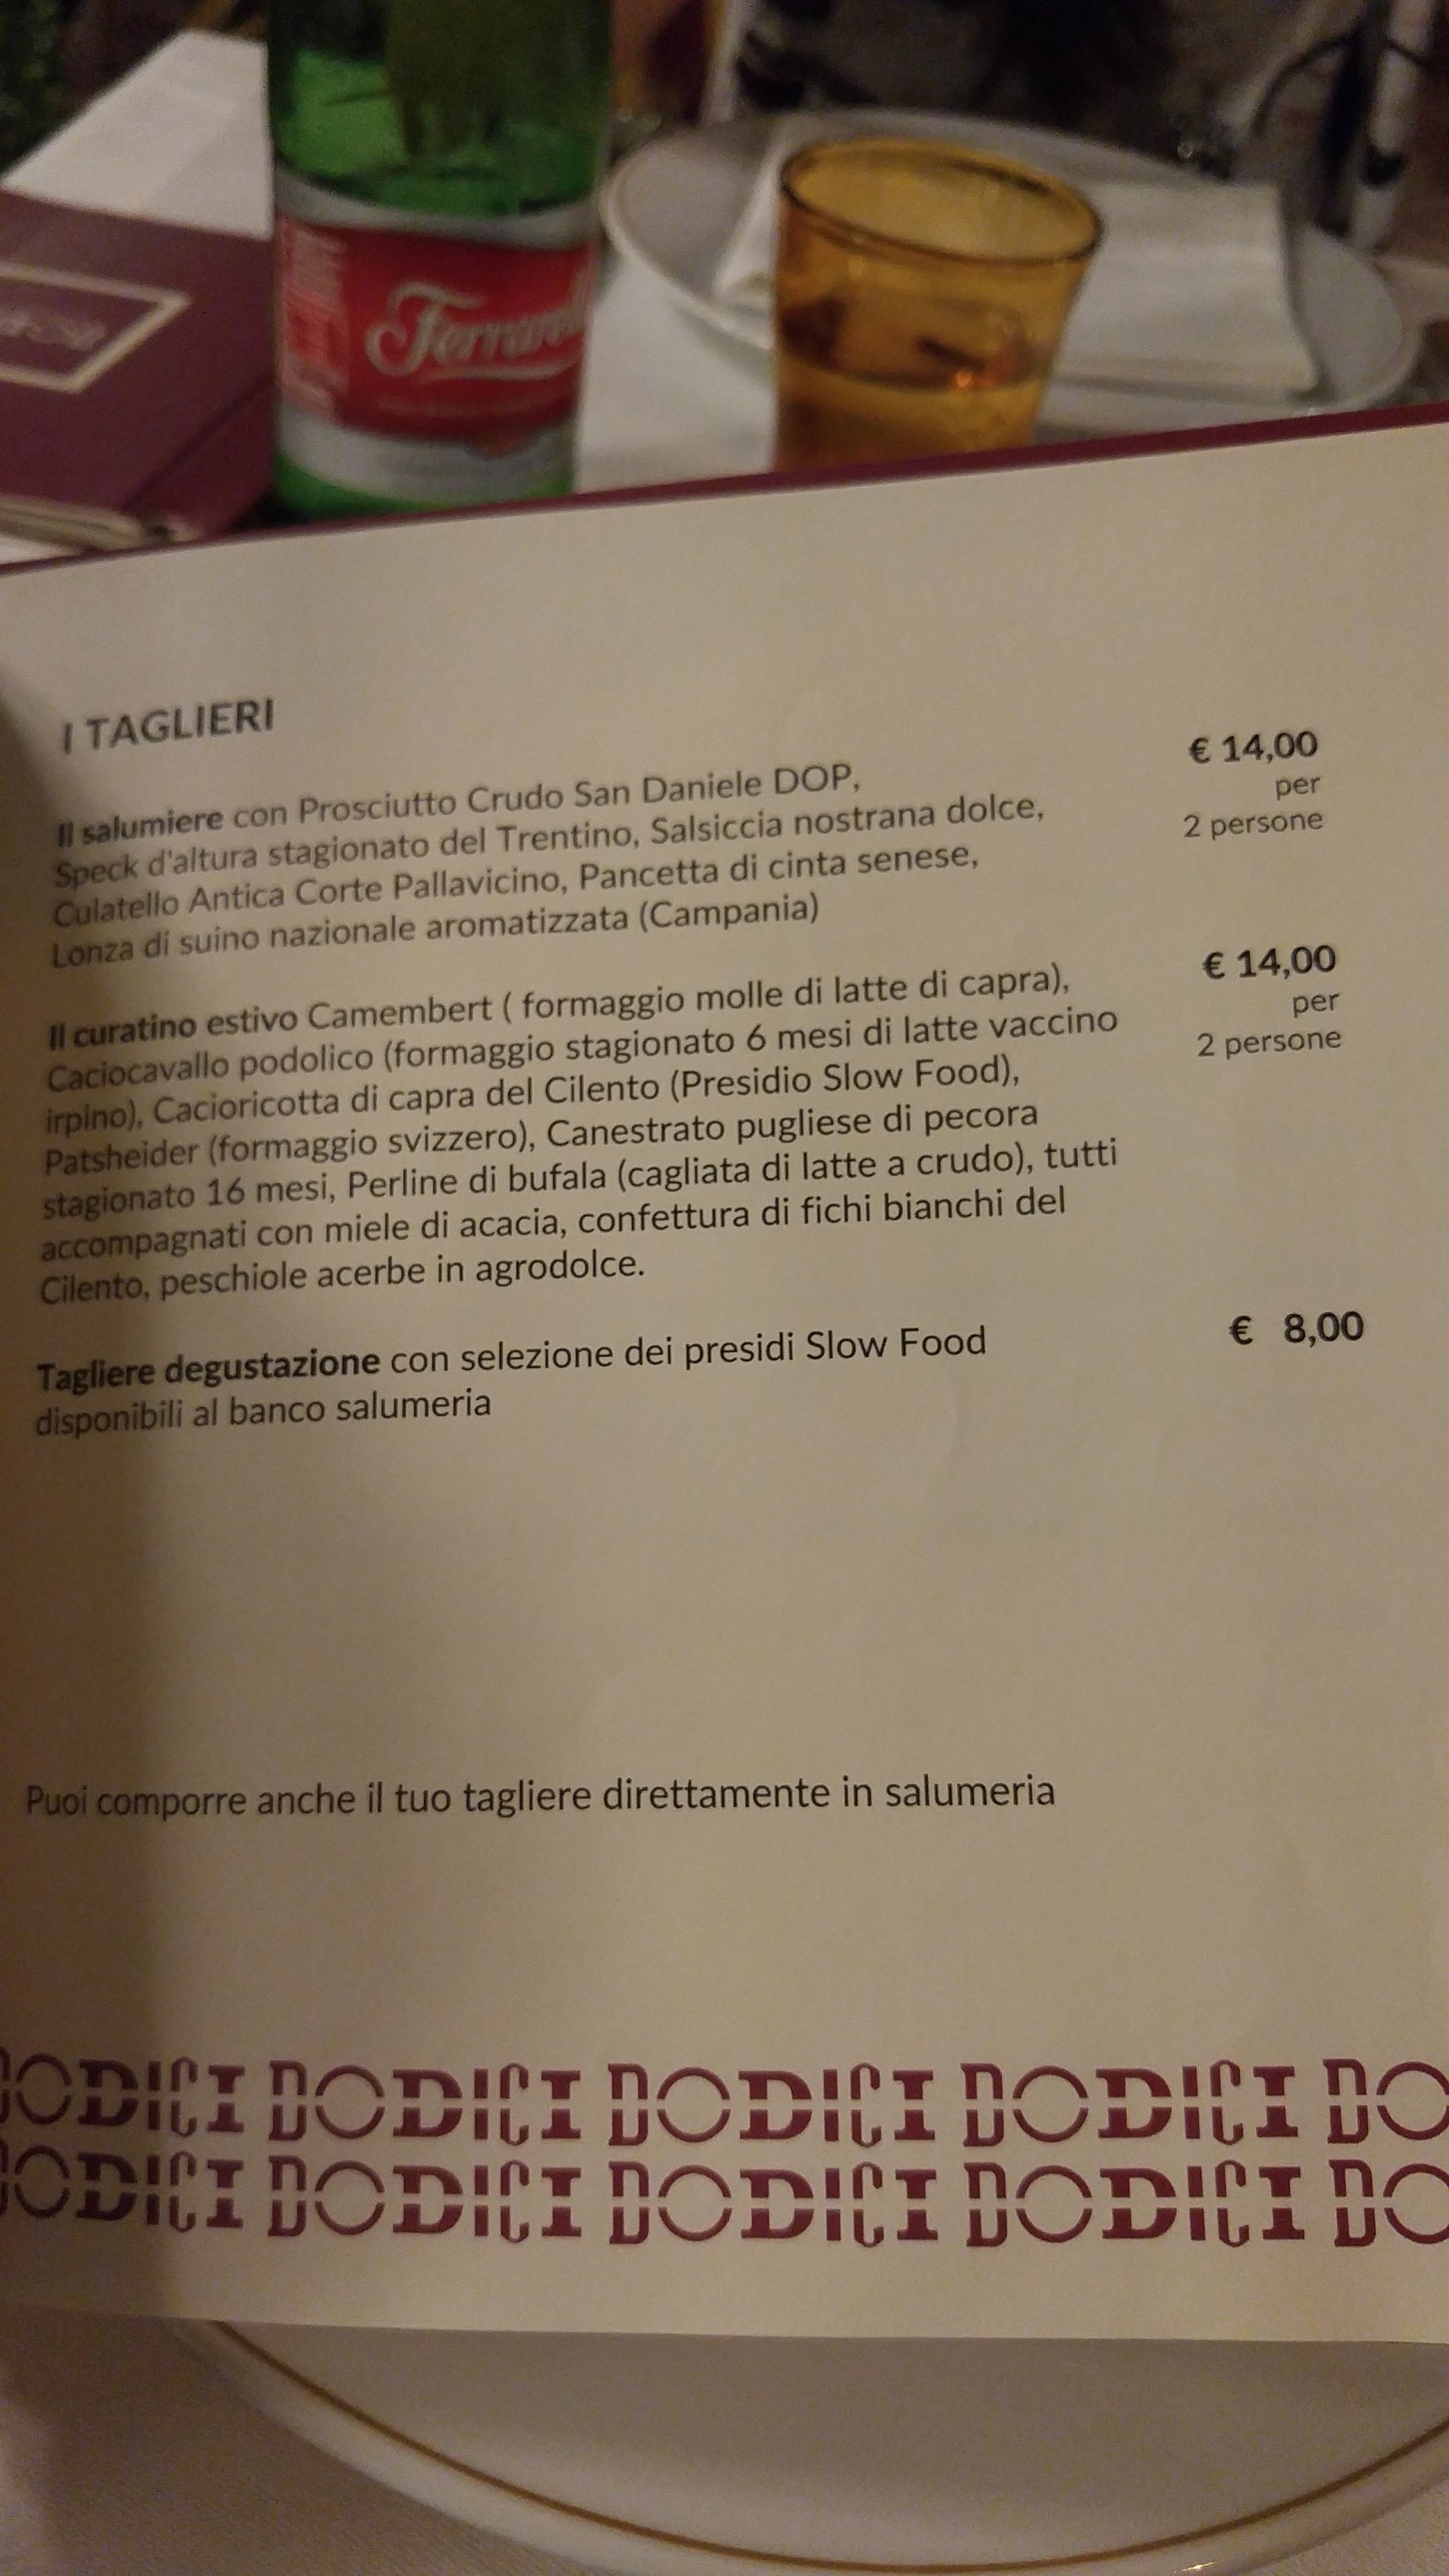 Ferrarel
I TAGLIERI
Il salumiere con Prosciutto Crudo San Daniele DOP,
Speck d'altura stagionato del Trentino, Salsiccia nostrana dolce,
Culatello Antica Corte Pallavicino, Pancetta di cinta senese,
Lonza di suino nazionale aromatizzata (Campania)
€ 14,00
per
2 persone
Il curatino estivo Camembert ( formaggio molle di latte di capra),
Caciocavallo podolico (formaggio stagionato 6 mesi di latte vaccino
irpino), Cacioricotta di capra del Cilento (Presidio Slow Food),
Patsheider (formaggio svizzero), Canestrato pugliese di pecora
stagionato 16 mesi, Perline di bufala (cagliata di latte a crudo), tutti
accompagnati con miele di acacia, confettura di fichi bianchi del
Cilento, peschiole acerbe in agrodolce.
€ 14,00
per
2 persone
Tagliere degustazione con selezione dei presidi Slow Food
disponibili al banco salumeria
€ 8,00
Puoi comporre anche il tuo tagliere direttamente in salumeria
DODICI DODICI DODICI DODICI DO
DODICI DODICI DODICI DODICI DO